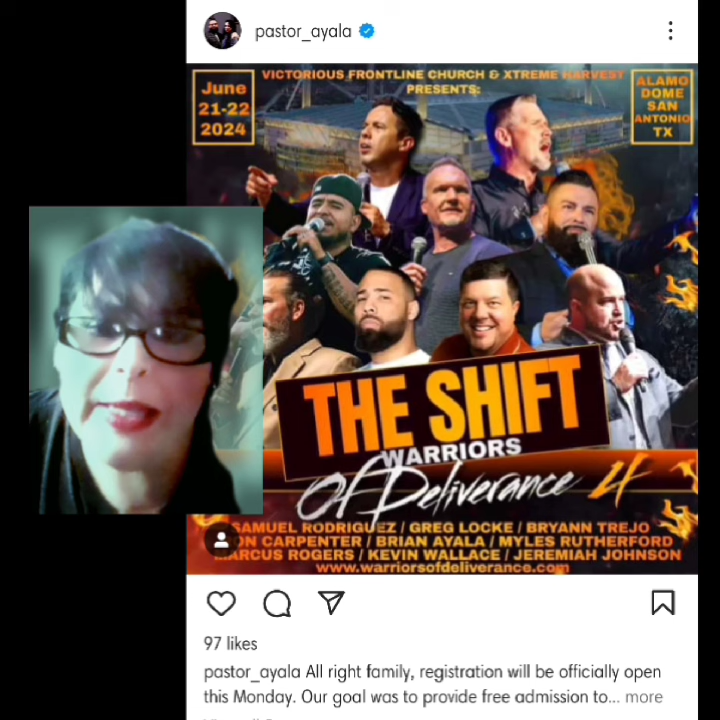 pastor_ayala
VICTORIOUS FRONTLINE CHURCH & XTREME HARVEST
PRESENTS:
June
21-22
2024
ALAMO
DOME
SAN
ANTONIO
TX
THE SHIFT
WARRIORS
Of Deliverance 4
SAMUEL RODRIGUEZ / GREG LOCKE / BRYANN TREJO
CARPENTER / BRIAN AYALA / MYLES RUTHERFORD
ROGERS / KEVIN WALLACE / JEREMIAH JOHNSON
www.warriorsofdeliverance.com
97 likes
pastor_ayala All right family, registration will be officially open
this Monday. Our goal was to provide free admission to... more